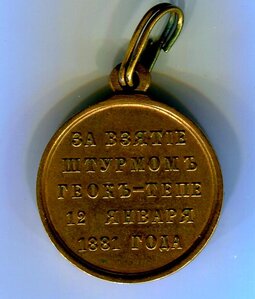 ЗА ВЗЯТІЕ
ШТУРМОМЪ
ГЕОКЪ-ТЕПЕ
12 ЯНВАРЯ
1881 ГОДА